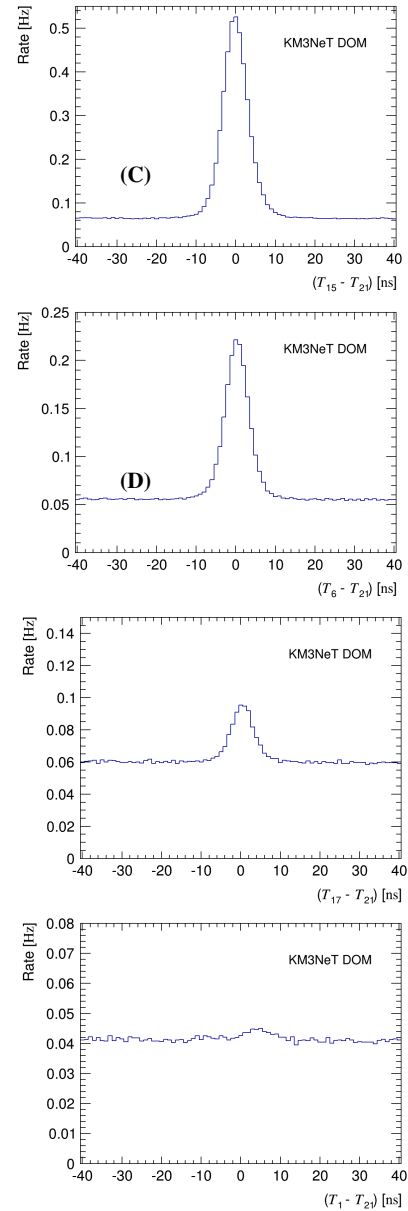 Rate [Hz]
0.5
0.4
0.3
0.2
0.1
0
KM3NeT DOM
(C)
-40 -30 -20 -10 0 10 20 30 40
(T15 - T21) [ns]
Rate [Hz]
0.25
0.2
0.15
0.1
0.05
0
KM3NeT DOM
(D)
-40 -30 -20 -10 0 10 20 30 40
(T6 - T21) [ns]
Rate [Hz]
0.14
0.12
0.1
0.08
0.06
0.04
0.02
0
KM3NeT DOM
-40 -30 -20 -10 0 10 20 30 40
(T17 - T21) [ns]
Rate [Hz]
0.08
0.07
0.06
0.05
0.04
0.03
0.02
0.01
0
KM3NeT DOM
-40 -30 -20 -10 0 10 20 30 40
(T1 - T21) [ns]